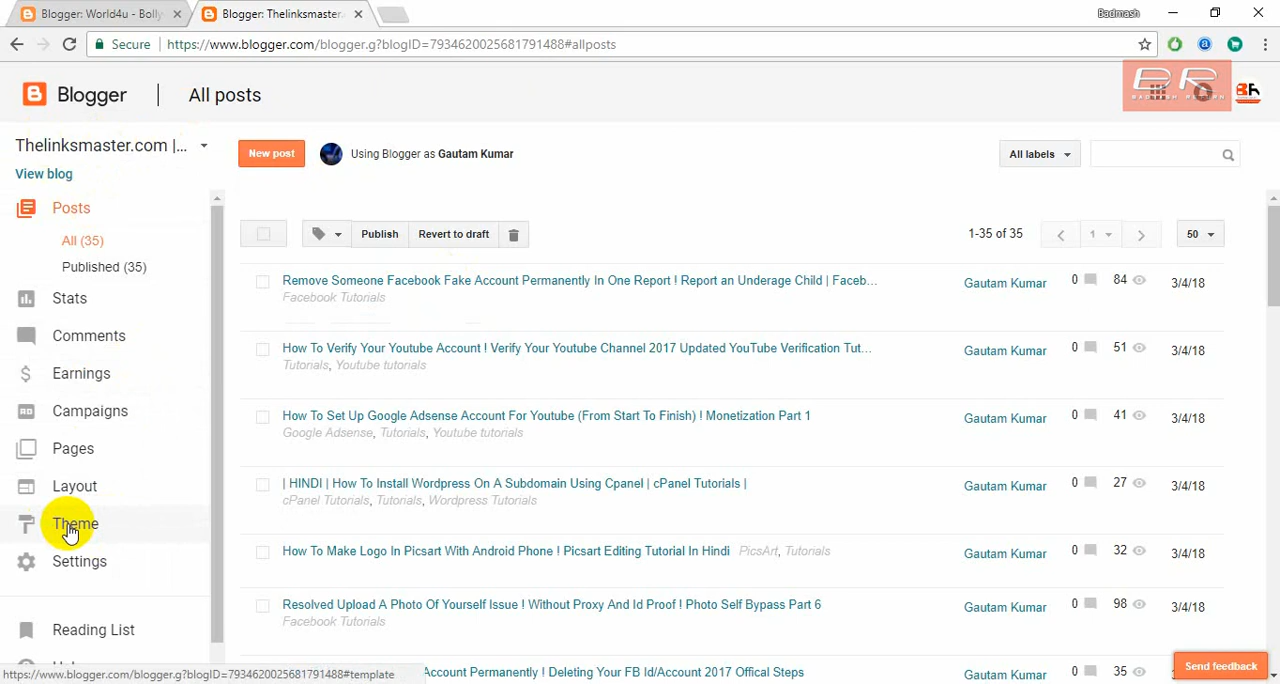 Blogger: World4u - Bolly
Blogger: Thelinksmaster.
Badmash
Secure
https://www.blogger.com/blogger.g?blogID=7934620025681791488#allposts
Blogger
All posts
BR
Thelinksmaster.com |...
View blog
New post
Using Blogger as Gautam Kumar
All labels
Posts
All (35)
Published (35)
Stats
Comments
Earnings
Campaigns
Pages
Layout
Theme
Settings
Reading List
Publish
Revert to draft
1-35 of 35
1
50
Remove Someone Facebook Fake Account Permanently In One Report ! Report an Underage Child | Faceb...
Facebook Tutorials
Gautam Kumar
0
84
3/4/18
How To Verify Your Youtube Account ! Verify Your Youtube Channel 2017 Updated YouTube Verification Tut...
Tutorials, Youtube tutorials
Gautam Kumar
0
51
3/4/18
How To Set Up Google Adsense Account For Youtube (From Start To Finish) ! Monetization Part 1
Google Adsense, Tutorials, Youtube tutorials
Gautam Kumar
0
41
3/4/18
| HINDI | How To Install Wordpress On A Subdomain Using Cpanel | cPanel Tutorials |
cPanel Tutorials, Tutorials, Wordpress Tutorials
Gautam Kumar
0
27
3/4/18
How To Make Logo In Picsart With Android Phone ! Picsart Editing Tutorial In Hindi PicsArt, Tutorials
Gautam Kumar
0
32
3/4/18
Resolved Upload A Photo Of Yourself Issue ! Without Proxy And Id Proof ! Photo Self Bypass Part 6
Facebook Tutorials
Gautam Kumar
0
98
3/4/18
Account Permanently ! Deleting Your FB Id/Account 2017 Offical Steps
Gautam Kumar
0
35
3/4/18
Send feedback
https://www.blogger.com/blogger.g?blogID=7934620025681791488#template